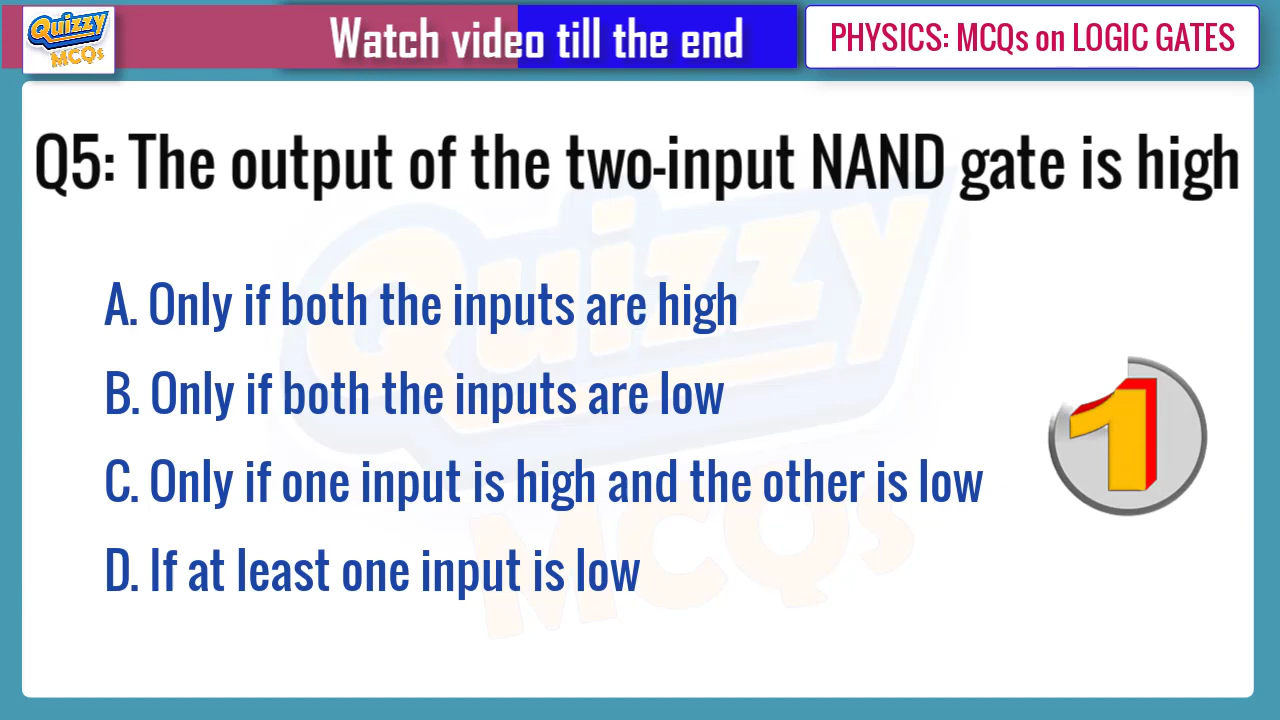 Quizzy
MCQs
Watch video till the end
PHYSICS: MCQs on LOGIC GATES
Q5: The output of the two-input NAND gate is high
A. Only if both the inputs are high
B. Only if both the inputs are low
C. Only if one input is high and the other is low
D. If at least one input is low
1
Quizzy
MCQs